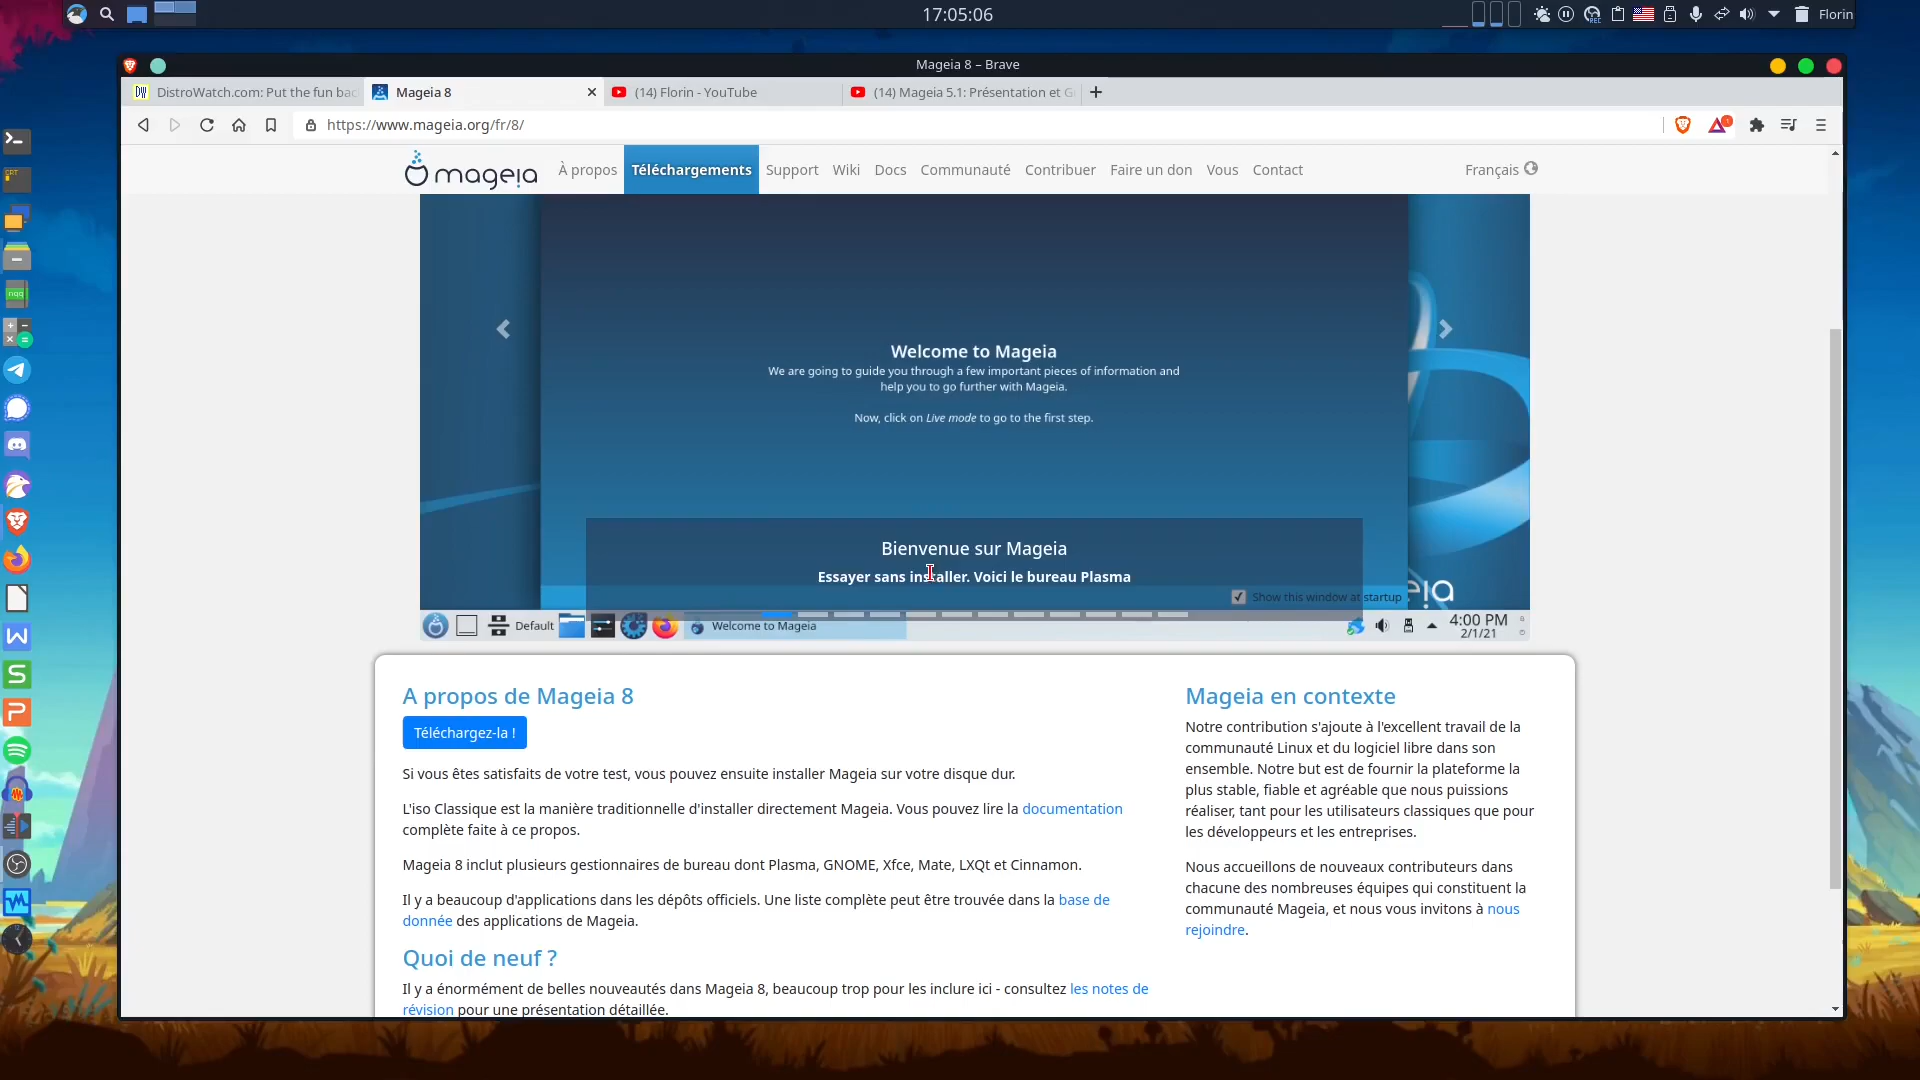 17:05:06
REC
Florin
Mageia 8 – Brave
DW
DistroWatch.com: Put the fun bac
Mageia 8
(14) Florin - YouTube
(14) Mageia 5.1: Présentation et G
https://www.mageia.org/fr/8/
1
mageia
À propos
Téléchargements
Support
Wiki
Docs
Communauté
Contribuer
Faire un don
Vous
Contact
Français
CRT
nqq
Welcome to Mageia
We are going to guide you through a few important pieces of information and
help you to go further with Mageia.
Now, click on Live mode to go to the first step.
Bienvenue sur Mageia
Essayer sans installer. Voici le bureau Plasma
Show this window at startup
eia
Default
Welcome to Mageia
4:00 PM
2/1/21
A propos de Mageia 8
Téléchargez-la !
Si vous êtes satisfaits de votre test, vous pouvez ensuite installer Mageia sur votre disque dur.
L'iso Classique est la manière traditionnelle d'installer directement Mageia. Vous pouvez lire la documentation
complète faite à ce propos.
Mageia 8 inclut plusieurs gestionnaires de bureau dont Plasma, GNOME, Xfce, Mate, LXQt et Cinnamon.
Il y a beaucoup d'applications dans les dépôts officiels. Une liste complète peut être trouvée dans la base de
donnée des applications de Mageia.
Quoi de neuf ?
Il y a énormément de belles nouveautés dans Mageia 8, beaucoup trop pour les inclure ici - consultez les notes de
révision pour une présentation détaillée.
Mageia en contexte
Notre contribution s'ajoute à l'excellent travail de la
communauté Linux et du logiciel libre dans son
ensemble. Notre but est de fournir la plateforme la
plus stable, fiable et agréable que nous puissions
réaliser, tant pour les utilisateurs classiques que pour
les développeurs et les entreprises.
Nous accueillons de nouveaux contributeurs dans
chacune des nombreuses équipes qui constituent la
communauté Mageia, et nous vous invitons à nous
rejoindre.